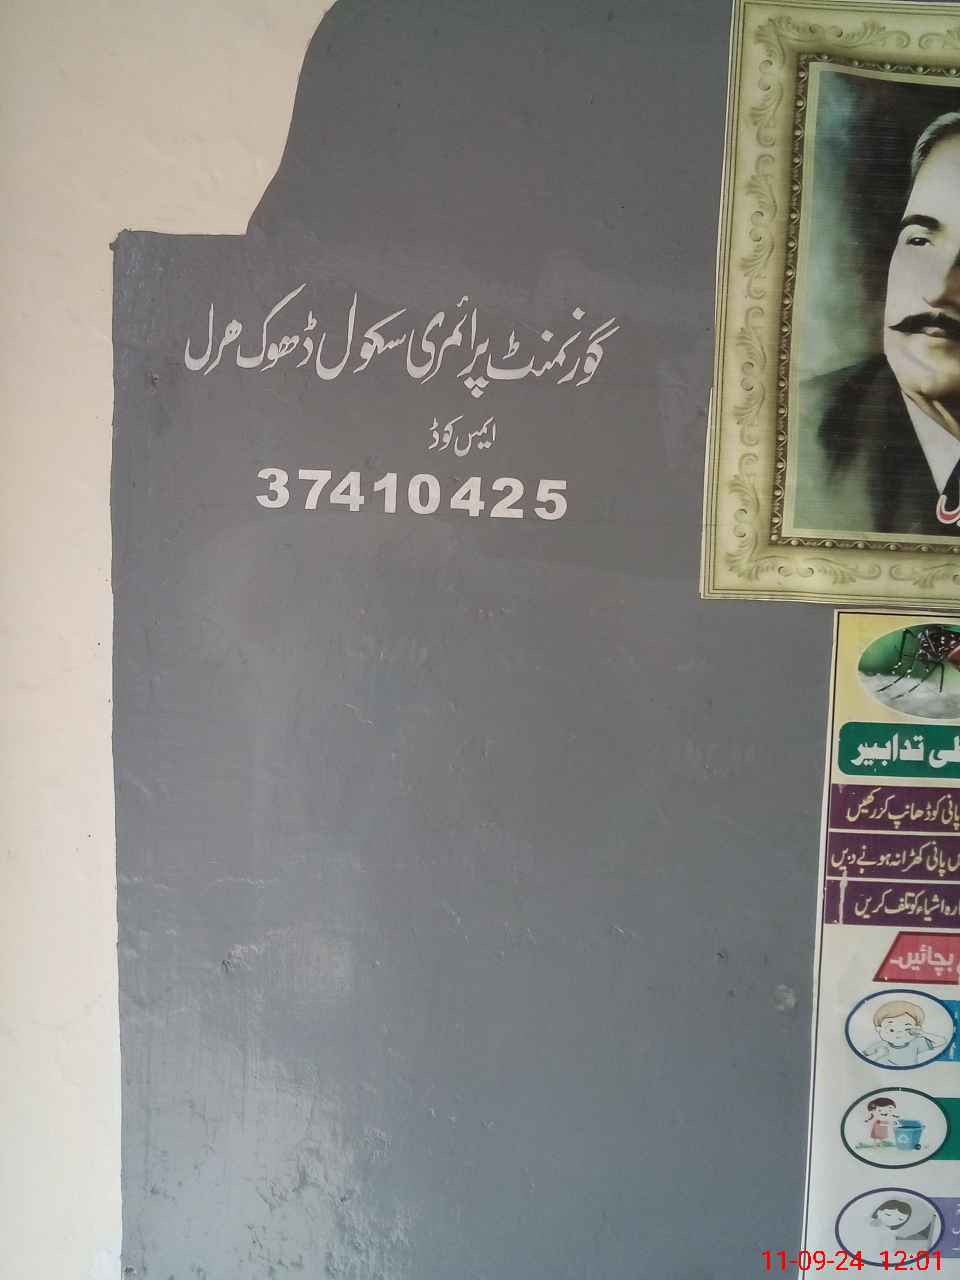 گورنمنٹ پرائمری سکول ڈھوک ھرل
ایمس کوڈ
37410425
تدابیر
پانی کو ڈھانپ کر رکھیں
پانی کھڑا نہ ہونے دیں
اشیاء کو تلف کریں
بچائیں۔
11-09-24 12:01